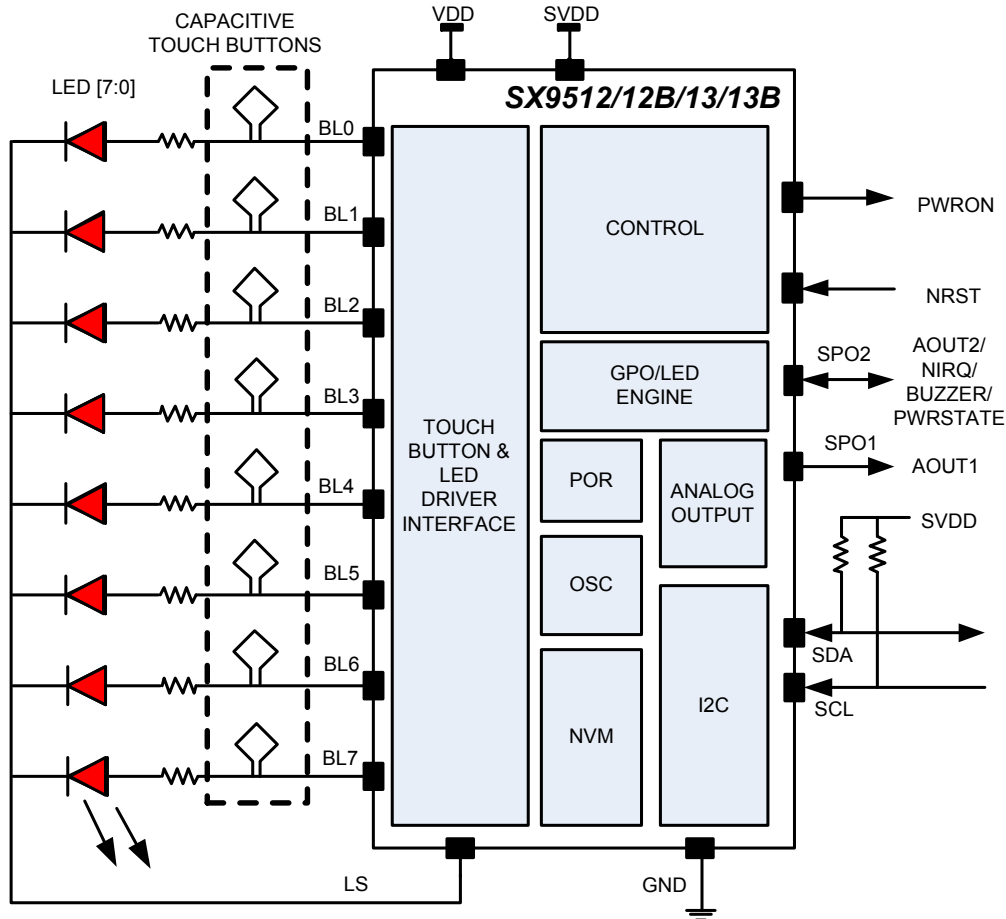 CAPACITIVE
TOUCH BUTTONS
VDD
SVDD
LED [7:0]
SX9512/12B/13/13B
BL0
BL1
BL2
BL3
BL4
BL5
BL6
BL7
TOUCH
BUTTON &
LED
DRIVER
INTERFACE
CONTROL
GPO/LED
ENGINE
POR
ANALOG
OUTPUT
OSC
NVM
I2C
PWRON
NRST
SPO2
AOUT2/
NIRQ/
BUZZER/
PWRSTATE
SPO1
AOUT1
SVDD
SDA
SCL
LS
GND